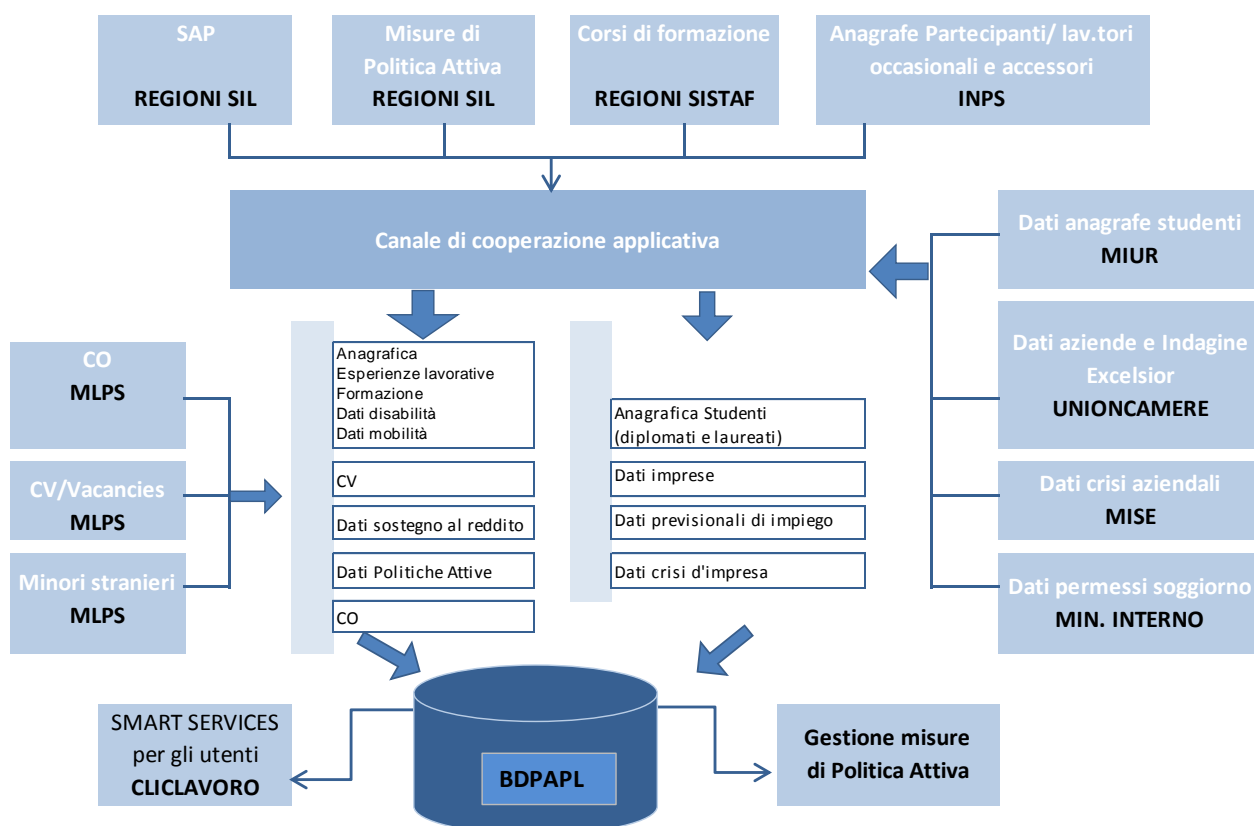 SAP
REGIONI SIL
Misure di
Politica Attiva
REGIONI SIL
Corsi di formazione
REGIONI SISTAF
Anagrafe Partecipanti/ lav.tori
occasionali e accessori
INPS
Canale di cooperazione applicativa
Dati anagrafe studenti
MIUR
Dati aziende e Indagine
Excelsior
UNIONCAMERE
Dati crisi aziendali
MISE
Dati permessi soggiorno
MIN. INTERNO
CO
MLPS
CV/Vacancies
MLPS
Minori stranieri
MLPS
Anagrafica
Esperienze lavorative
Formazione
Dati disabilità
Dati mobilità
CV
Dati sostegno al reddito
Dati Politiche Attive
CO
Anagrafica Studenti
(diplomati e laureati)
Dati imprese
Dati previsionali di impiego
Dati crisi d'impresa
SMART SERVICES
per gli utenti
CLICLAVORO
BDPAPL
Gestione misure
di Politica Attiva